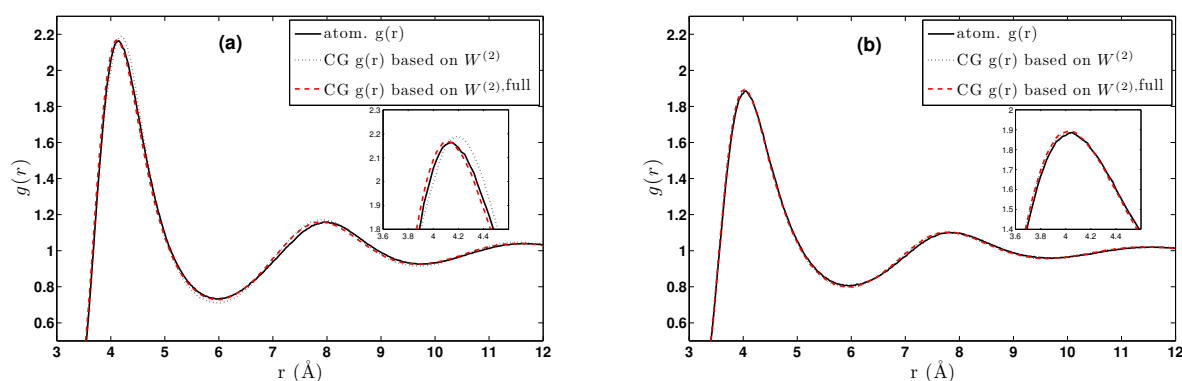 (a)
atom. g(r)
CG g(r) based on W^(2)
CG g(r) based on W^(2),full
2.2
2
1.8
1.6
1.4
1.2
1
0.8
0.6
g(r)
3 4 5 6 7 8 9 10 11 12
r (Å)
2.3
2.2
2.1
2
1.9
1.8
3.6 3.8 4 4.2 4.4
(b)
atom. g(r)
CG g(r) based on W^(2)
CG g(r) based on W^(2),full
2.2
2
1.8
1.6
1.4
1.2
1
0.8
0.6
g(r)
3 4 5 6 7 8 9 10 11 12
r (Å)
2
1.9
1.8
1.7
1.6
1.5
1.4
3.6 3.8 4 4.2 4.4